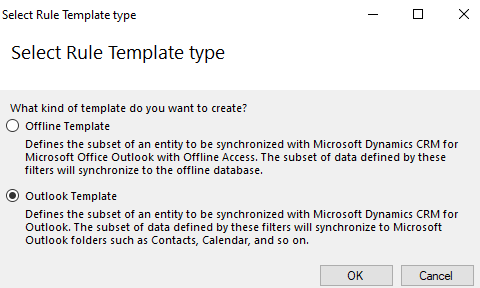 Select Rule Template type
Select Rule Template type
What kind of template do you want to create?
Offline Template
Defines the subset of an entity to be synchronized with Microsoft Dynamics CRM for
Microsoft Office Outlook with Offline Access. The subset of data defined by these
filters will synchronize to the offline database.
Outlook Template
Defines the subset of an entity to be synchronized with Microsoft Dynamics CRM for
Outlook. The subset of data defined by these filters will synchronize to Microsoft
Outlook folders such as Contacts, Calendar, and so on.
OK
Cancel